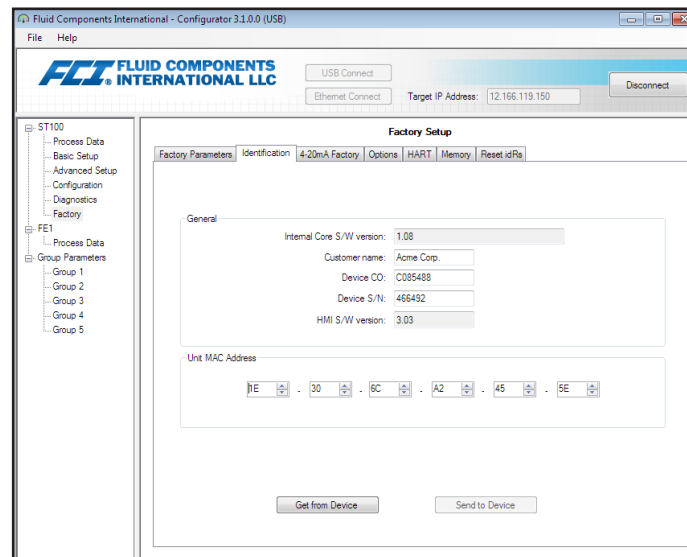 Fluid Components International - Configurator 3.1.0.0 (USB)
File Help
FCI. FLUID COMPONENTS
® INTERNATIONAL LLC
USB Connect
Ethernet Connect
Target IP Address: 12.166.119.150
Disconnect
ST100
Process Data
Basic Setup
Advanced Setup
Configuration
Diagnostics
Factory
FE1
Process Data
Group Parameters
Group 1
Group 2
Group 3
Group 4
Group 5
Factory Setup
Factory Parameters Identification 4-20mA Factory Options HART Memory Reset idRs
General
Internal Core S/W version: 1.08
Customer name: Acme Corp.
Device CO: C085488
Device S/N: 466492
HMI S/W version: 3.03
Unit MAC Address
1E - 30 - 6C - A2 - 45 - 5E
Get from Device Send to Device